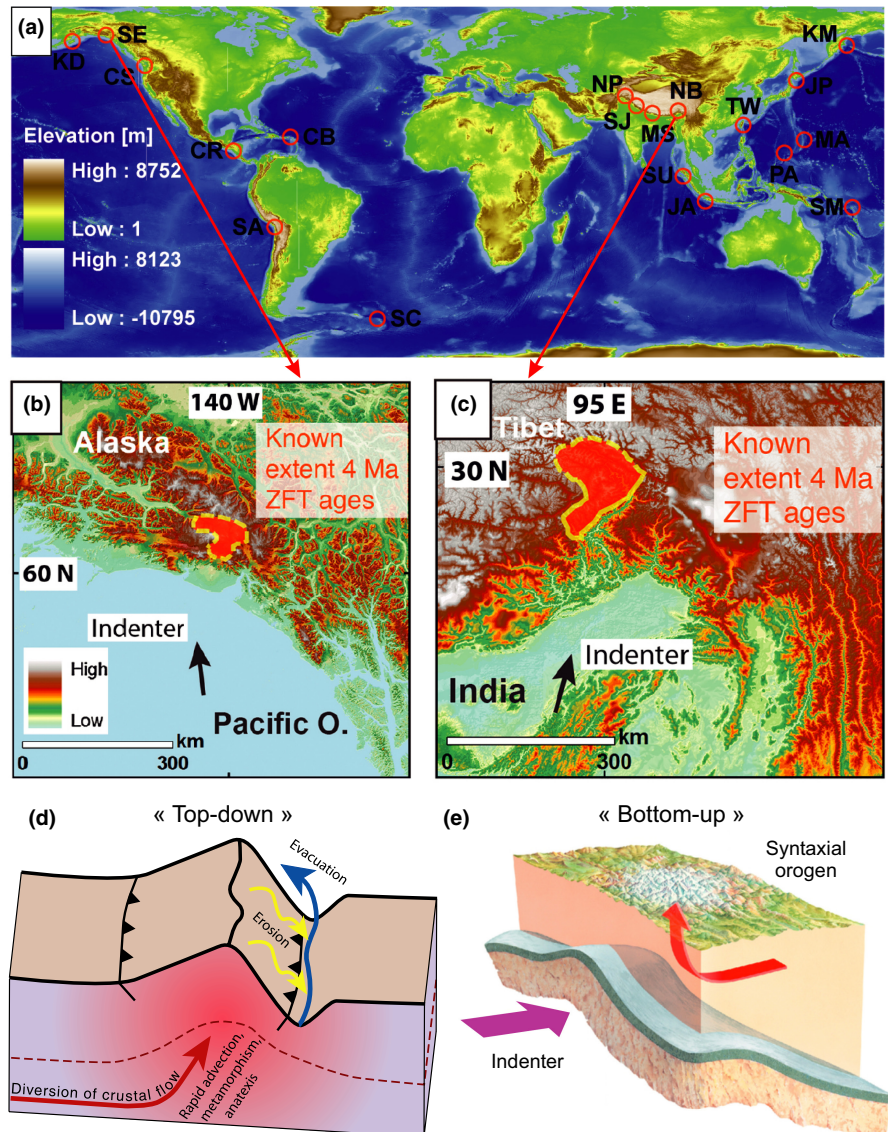 (a)
SE
KD
CS
KM
NP
NB
JP
SJ
MS
TW
Elevation [m]
CB
MA
CR
High : 8752
SU
PA
JA
SM
SA
Low : 1
High : 8123
Low : -10795
SC
(b)
140 W
Alaska
Known
extent 4 Ma
ZFT ages
60 N
Indenter
High
Low
Pacific O.
km
0
300
(c)
95 E
Tibet
30 N
Known
extent 4 Ma
ZFT ages
Indenter
India
km
0
300
(d)
« Top-down »
Evacuation
Erosion
Diversion of crustal flow
Rapid advection,
metamorphism,
anatexis
(e)
« Bottom-up »
Syntaxial
orogen
Indenter